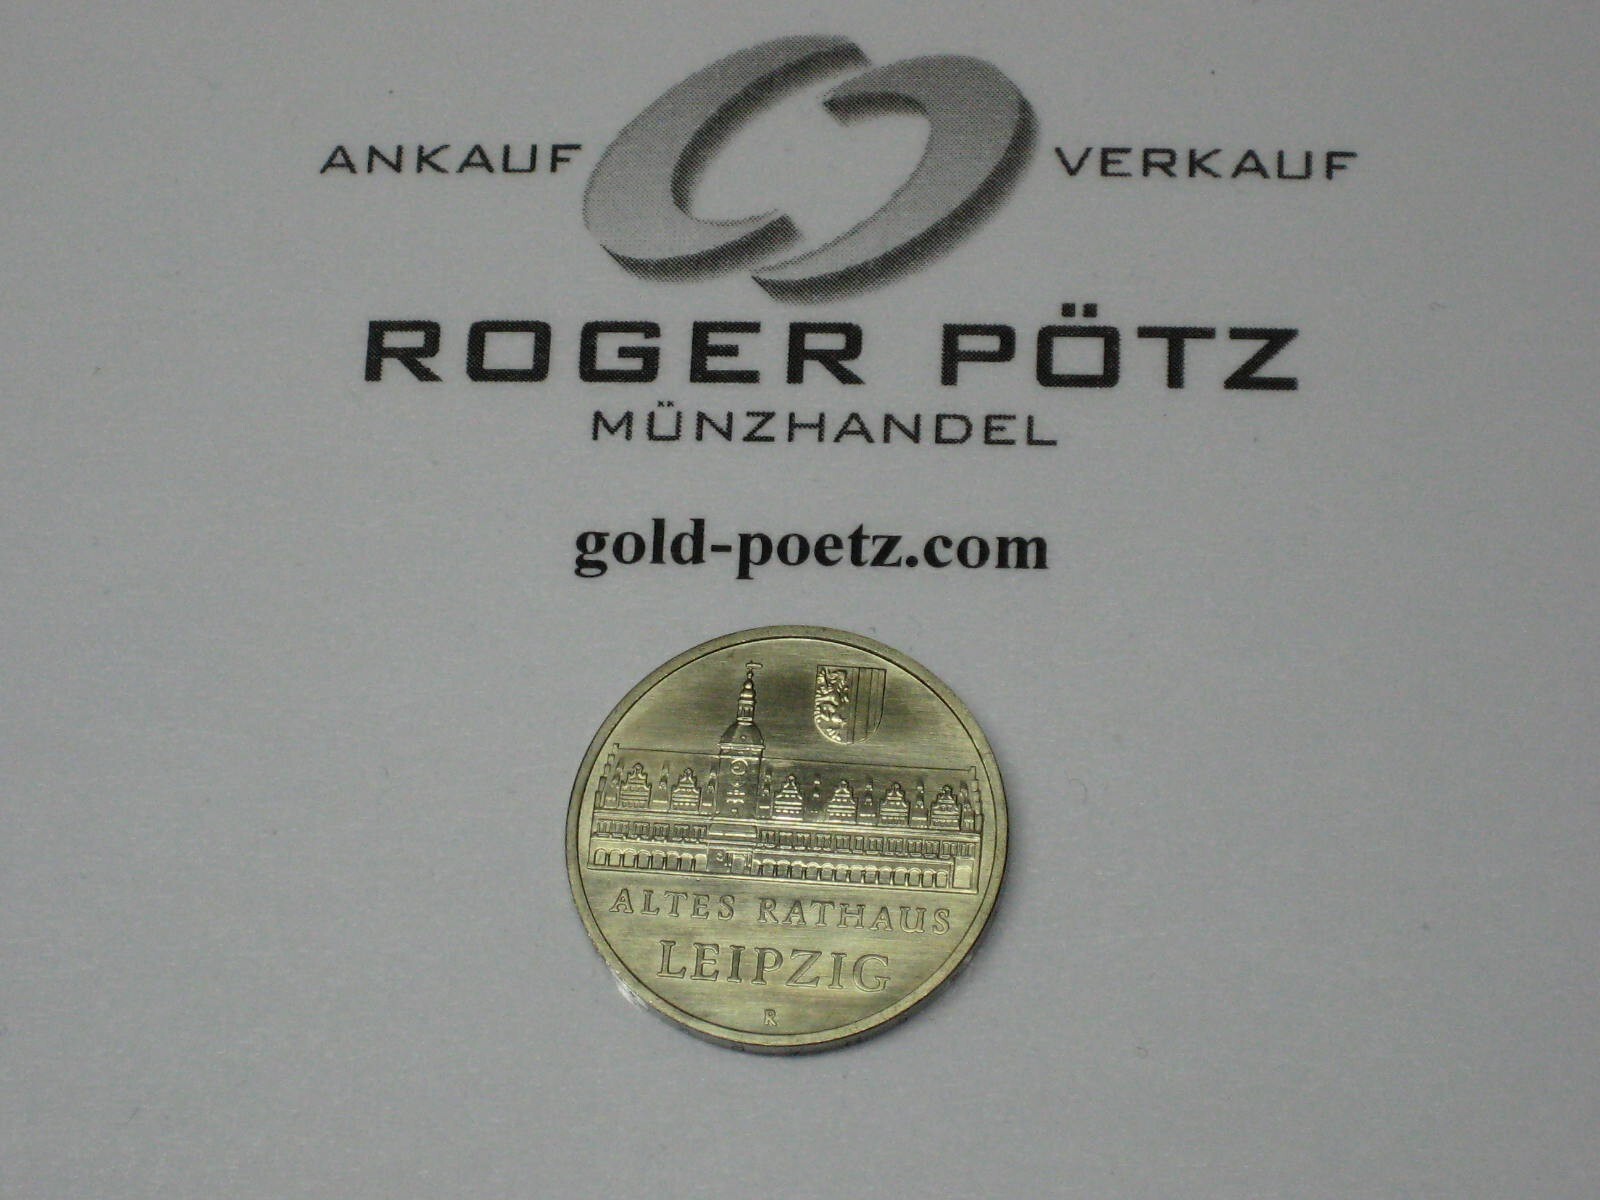 ANKAUF VERKAUF
ROGER PÖTZ
MÜNZHANDEL
gold-poetz.com
ALTES RATHAUS
LEIPZIG
R